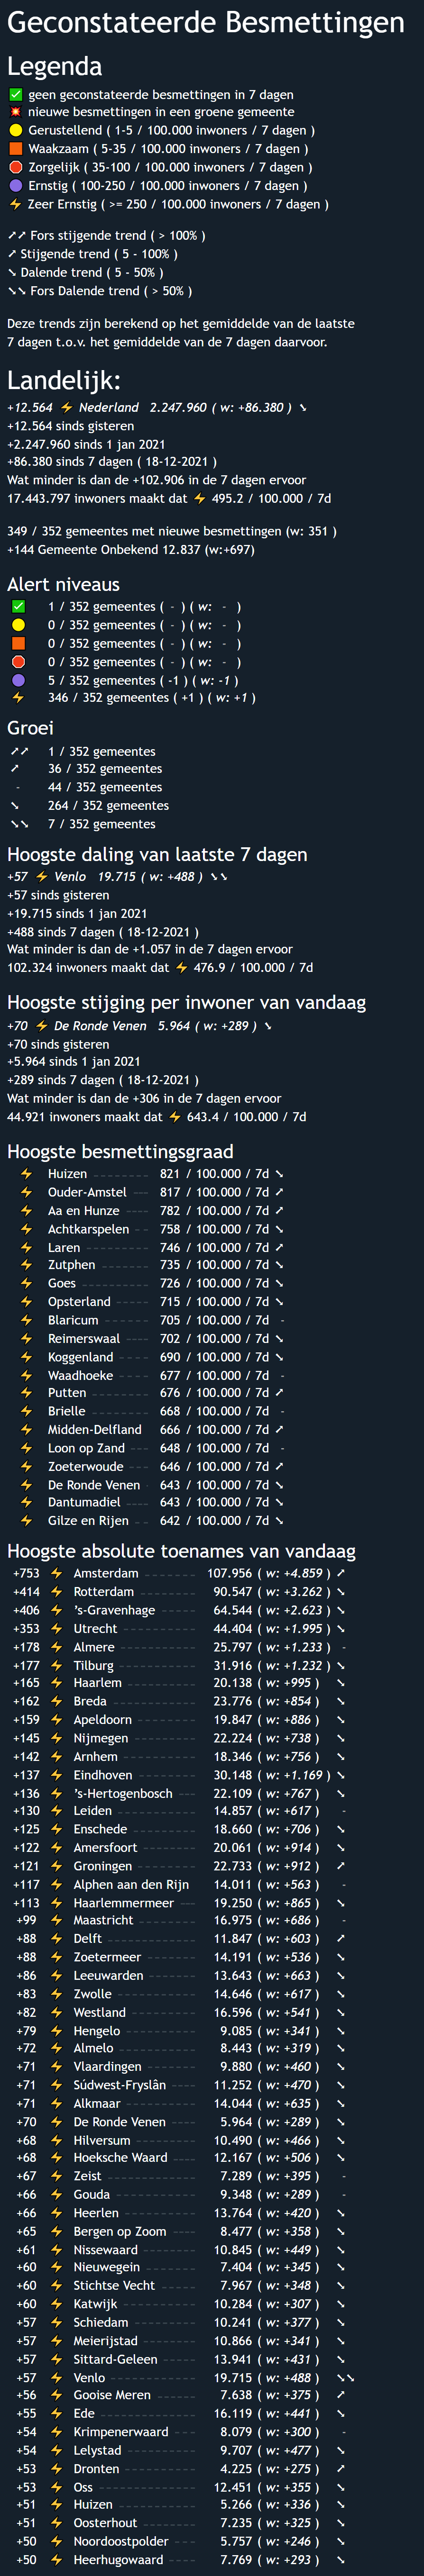 Geconstateerde Besmettingen
Legenda
✅ geen geconstateerde besmettingen in 7 dagen
💥 nieuwe besmettingen in een groene gemeente
🟡 Gerustellend ( 1-5 / 100.000 inwoners / 7 dagen )
🟧 Waakzaam ( 5-35 / 100.000 inwoners / 7 dagen )
🛑 Zorgelijk ( 35-100 / 100.000 inwoners / 7 dagen )
🟣 Ernstig ( 100-250 / 100.000 inwoners / 7 dagen )
⚡ Zeer Ernstig ( >= 250 / 100.000 inwoners / 7 dagen )
➚➚ Fors stijgende trend ( > 100% )
➚ Stijgende trend ( 5 - 100% )
➘ Dalende trend ( 5 - 50% )
➘➘ Fors Dalende trend ( > 50% )
Deze trends zijn berekend op het gemiddelde van de laatste
7 dagen t.o.v. het gemiddelde van de 7 dagen daarvoor.
Landelijk:
+12.564 ⚡ Nederland 2.247.960 ( w: +86.380 ) ➘
+12.564 sinds gisteren
+2.247.960 sinds 1 jan 2021
+86.380 sinds 7 dagen ( 18-12-2021 )
Wat minder is dan de +102.906 in de 7 dagen ervoor
17.443.797 inwoners maakt dat ⚡ 495.2 / 100.000 / 7d
349 / 352 gemeentes met nieuwe besmettingen (w: 351 )
+144 Gemeente Onbekend 12.837 (w:+697)
Alert niveaus
✅ 1 / 352 gemeentes ( - ) ( w: - )
🟡 0 / 352 gemeentes ( - ) ( w: - )
🟧 0 / 352 gemeentes ( - ) ( w: - )
🛑 0 / 352 gemeentes ( - ) ( w: - )
🟣 5 / 352 gemeentes ( -1 ) ( w: -1 )
⚡ 346 / 352 gemeentes ( +1 ) ( w: +1 )
Groei
➚➚ 1 / 352 gemeentes
➚ 36 / 352 gemeentes
- 44 / 352 gemeentes
➘ 264 / 352 gemeentes
➘➘ 7 / 352 gemeentes
Hoogste daling van laatste 7 dagen
+57 ⚡ Venlo 19.715 ( w: +488 ) ➘➘
+57 sinds gisteren
+19.715 sinds 1 jan 2021
+488 sinds 7 dagen ( 18-12-2021 )
Wat minder is dan de +1.057 in de 7 dagen ervoor
102.324 inwoners maakt dat ⚡ 476.9 / 100.000 / 7d
Hoogste stijging per inwoner van vandaag
+70 ⚡ De Ronde Venen 5.964 ( w: +289 ) ➘
+70 sinds gisteren
+5.964 sinds 1 jan 2021
+289 sinds 7 dagen ( 18-12-2021 )
Wat minder is dan de +306 in de 7 dagen ervoor
44.921 inwoners maakt dat ⚡ 643.4 / 100.000 / 7d
Hoogste besmettingsgraad
⚡ Huizen 821 / 100.000 / 7d ➘
⚡ Ouder-Amstel 817 / 100.000 / 7d ➚
⚡ Aa en Hunze 782 / 100.000 / 7d ➚
⚡ Achtkarspelen 758 / 100.000 / 7d ➘
⚡ Laren 746 / 100.000 / 7d ➚
⚡ Zutphen 735 / 100.000 / 7d ➘
⚡ Goes 726 / 100.000 / 7d ➘
⚡ Opsterland 715 / 100.000 / 7d ➘
⚡ Blaricum 705 / 100.000 / 7d -
⚡ Reimerswaal 702 / 100.000 / 7d ➘
⚡ Koggenland 690 / 100.000 / 7d ➘
⚡ Waadhoeke 677 / 100.000 / 7d -
⚡ Putten 676 / 100.000 / 7d ➚
⚡ Brielle 668 / 100.000 / 7d -
⚡ Midden-Delfland 666 / 100.000 / 7d ➚
⚡ Loon op Zand 648 / 100.000 / 7d -
⚡ Zoeterwoude 646 / 100.000 / 7d ➚
⚡ De Ronde Venen 643 / 100.000 / 7d ➘
⚡ Dantumadiel 643 / 100.000 / 7d ➘
⚡ Gilze en Rijen 642 / 100.000 / 7d ➘
Hoogste absolute toenames van vandaag
+753 ⚡ Amsterdam 107.956 ( w: +4.859 ) ➚
+414 ⚡ Rotterdam 90.547 ( w: +3.262 ) ➘
+406 ⚡ 's-Gravenhage 64.544 ( w: +2.623 ) ➘
+353 ⚡ Utrecht 44.404 ( w: +1.995 ) ➘
+178 ⚡ Almere 25.797 ( w: +1.233 ) -
+177 ⚡ Tilburg 31.916 ( w: +1.232 ) ➘
+165 ⚡ Haarlem 20.138 ( w: +995 ) ➘
+162 ⚡ Breda 23.776 ( w: +854 ) ➘
+159 ⚡ Apeldoorn 19.847 ( w: +886 ) ➘
+145 ⚡ Nijmegen 22.224 ( w: +738 ) ➘
+142 ⚡ Arnhem 18.346 ( w: +756 ) ➘
+137 ⚡ Eindhoven 30.148 ( w: +1.169 ) ➘
+136 ⚡ 's-Hertogenbosch 22.109 ( w: +767 ) ➘
+130 ⚡ Leiden 14.857 ( w: +617 ) -
+125 ⚡ Enschede 18.660 ( w: +706 ) ➘
+122 ⚡ Amersfoort 20.061 ( w: +914 ) ➘
+121 ⚡ Groningen 22.733 ( w: +912 ) ➚
+117 ⚡ Alphen aan den Rijn 14.011 ( w: +563 ) -
+113 ⚡ Haarlemmermeer 19.250 ( w: +865 ) ➘
+99 ⚡ Maastricht 16.975 ( w: +686 ) -
+88 ⚡ Delft 11.847 ( w: +603 ) ➚
+88 ⚡ Zoetermeer 14.191 ( w: +536 ) ➘
+86 ⚡ Leeuwarden 13.643 ( w: +663 ) ➘
+83 ⚡ Zwolle 14.646 ( w: +617 ) ➘
+82 ⚡ Westland 16.596 ( w: +541 ) ➘
+79 ⚡ Hengelo 9.085 ( w: +341 ) ➘
+72 ⚡ Almelo 8.443 ( w: +319 ) ➘
+71 ⚡ Vlaardingen 9.880 ( w: +460 ) ➘
+71 ⚡ Súdwest-Fryslân 11.252 ( w: +470 ) ➘
+71 ⚡ Alkmaar 14.044 ( w: +635 ) ➘
+70 ⚡ De Ronde Venen 5.964 ( w: +289 ) ➘
+68 ⚡ Hilversum 10.490 ( w: +466 ) ➘
+68 ⚡ Hoeksche Waard 12.167 ( w: +506 ) ➘
+67 ⚡ Zeist 7.289 ( w: +395 ) -
+66 ⚡ Gouda 9.348 ( w: +289 ) -
+66 ⚡ Heerlen 13.764 ( w: +420 ) ➘
+65 ⚡ Bergen op Zoom 8.477 ( w: +358 ) ➘
+61 ⚡ Nissewaard 10.845 ( w: +449 ) ➘
+60 ⚡ Nieuwegein 7.404 ( w: +345 ) ➘
+60 ⚡ Stichtse Vecht 7.967 ( w: +348 ) ➘
+60 ⚡ Katwijk 10.284 ( w: +307 ) ➘
+57 ⚡ Schiedam 10.241 ( w: +377 ) ➘
+57 ⚡ Meierijstad 10.866 ( w: +341 ) ➘
+57 ⚡ Sittard-Geleen 13.941 ( w: +431 ) ➘
+57 ⚡ Venlo 19.715 ( w: +488 ) ➘➘
+56 ⚡ Gooise Meren 7.638 ( w: +375 ) ➚
+55 ⚡ Ede 16.119 ( w: +441 ) ➘
+54 ⚡ Krimpenerwaard 8.079 ( w: +300 ) -
+54 ⚡ Lelystad 9.707 ( w: +477 ) ➘
+53 ⚡ Dronten 4.225 ( w: +275 ) ➚
+53 ⚡ Oss 12.451 ( w: +355 ) ➘
+51 ⚡ Huizen 5.266 ( w: +336 ) ➘
+51 ⚡ Oosterhout 7.235 ( w: +325 ) ➘
+50 ⚡ Noordoostpolder 5.757 ( w: +246 ) ➘
+50 ⚡ Heerhugowaard 7.769 ( w: +293 ) ➘